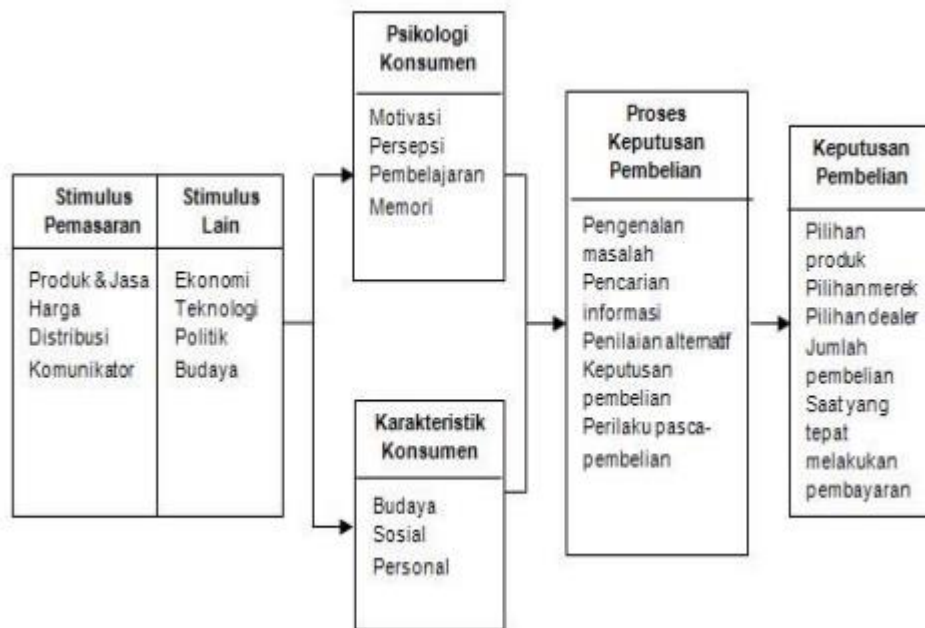 Stimulus
Pemasaran
Produk & Jasa
Harga
Distribusi
Komunikator
Stimulus
Lain
Ekonomi
Teknologi
Politik
Budaya
Psikologi
Konsumen
Motivasi
Persepsi
Pembelajaran
Memori
Karakteristik
Konsumen
Budaya
Sosial
Personal
Proses
Keputusan
Pembelian
Pengenalan
masalah
Pencarian
informasi
Penilaian alternatf
Keputusan
pembelian
Perilaku pasca-
pembelian
Keputusan
Pembelian
Pilihan
produk
Pilihan merek
Pilihan dealer
Jumlah
pembelian
Saat yang
tepat
melakukan
pembayaran